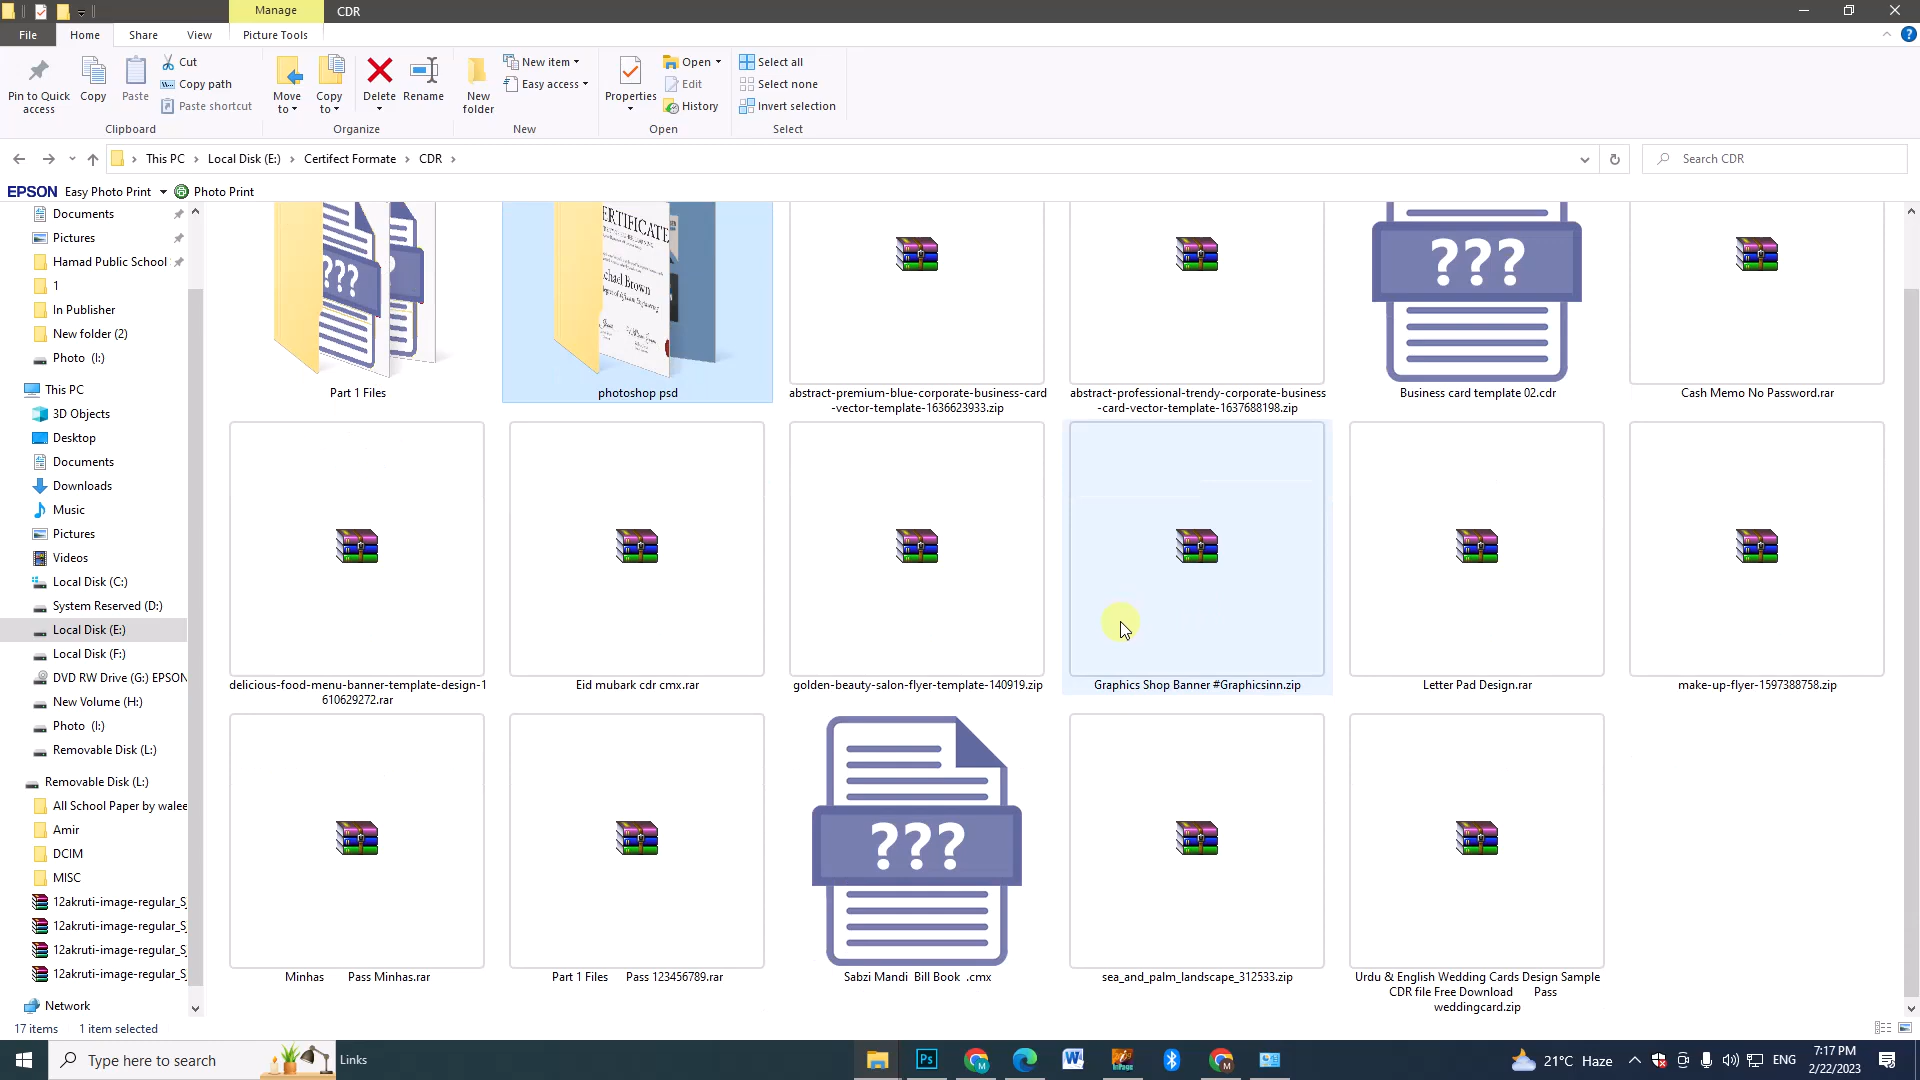 Manage
CDR
File
Home
Share
View
Picture Tools
Pin to Quick
access
Copy
Paste
Cut
Copy path
Paste shortcut
Clipboard
Move
to
Copy
to
Delete
Rename
Organize
New
folder
New item
Easy access
New
Properties
Open
Edit
History
Open
Select all
Select none
Invert selection
Select
This PC
Local Disk (E:)
Certifect Formate
CDR
Search CDR
EPSON Easy Photo Print
Photo Print
Documents
Pictures
Hamad Public School
1
In Publisher
New folder (2)
Photo (I:)
This PC
3D Objects
Desktop
Documents
Downloads
Music
Pictures
Videos
Local Disk (C:)
System Reserved (D:)
Local Disk (E:)
Local Disk (F:)
DVD RW Drive (G:) EPSON
New Volume (H:)
Photo (I:)
Removable Disk (L:)
Removable Disk (L:)
All School Paper by walee
Amir
DCIM
MISC
12akruti-image-regular_S
12akruti-image-regular_S
12akruti-image-regular_S
12akruti-image-regular_S
Network
???
ERTIFICATE
chael Brown
???
Part 1 Files
photoshop psd
abstract-premium-blue-corporate-business-card
-vector-template-1636623933.zip
abstract-professional-trendy-corporate-business
-card-vector-template-1637688198.zip
Business card template 02.cdr
Cash Memo No Password.rar
delicious-food-menu-banner-template-design-1
610629272.rar
Eid mubark cdr cmx.rar
golden-beauty-salon-flyer-template-140919.zip
Graphics Shop Banner #Graphicsinn.zip
Letter Pad Design.rar
make-up-flyer-1597388758.zip
???
Minhas Pass Minhas.rar
Part 1 Files Pass 123456789.rar
Sabzi Mandi Bill Book .cmx
sea_and_palm_landscape_312533.zip
Urdu & English Wedding Cards Design Sample
CDR file Free Download Pass
weddingcard.zip
17 items
1 item selected
Type here to search
Links
Ps
21°C Haze
ENG
7:17 PM
2/22/2023